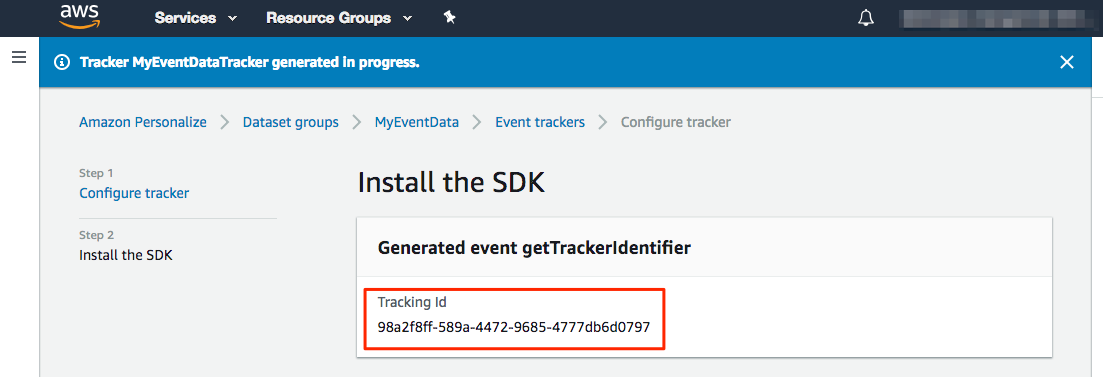 aws
Services
Resource Groups
Tracker MyEventDataTracker generated in progress.
Amazon Personalize > Dataset groups > MyEventData > Event trackers > Configure tracker
Step 1
Configure tracker
Step 2
Install the SDK
Install the SDK
Generated event getTrackerIdentifier
Tracking Id
98a2f8ff-589a-4472-9685-4777db6d0797